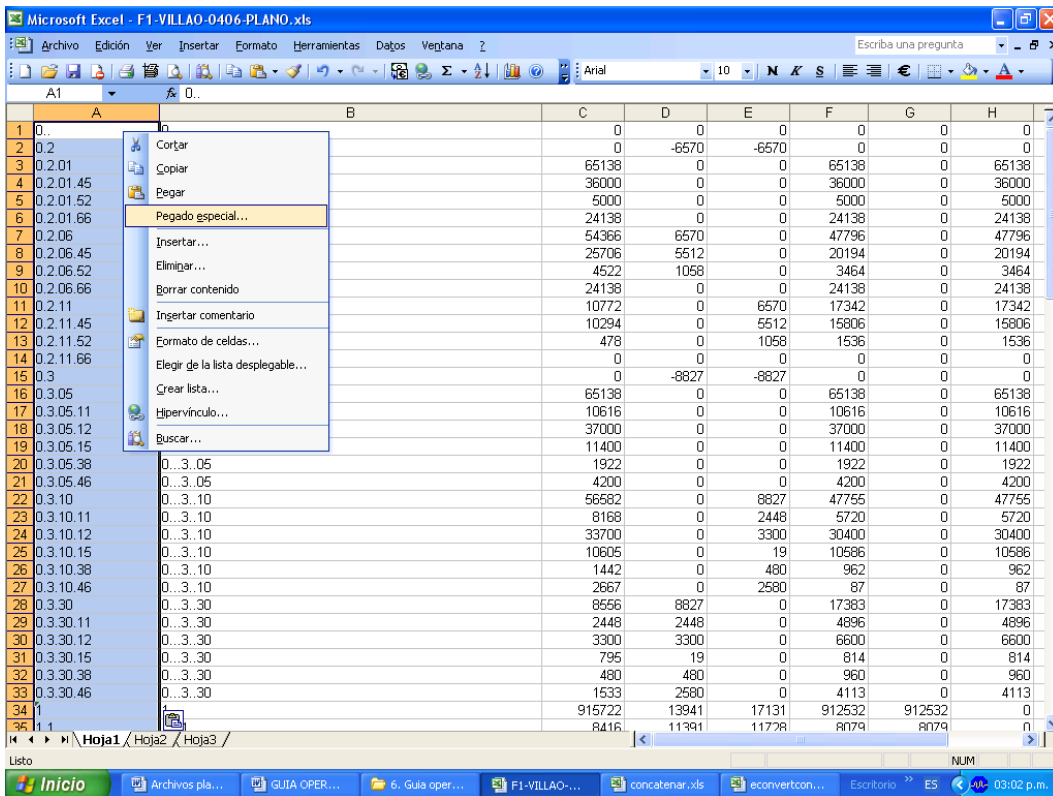 Microsoft Excel - F1-VILLAO-0406-PLANO.xls
Archivo Edición Ver Insertar Formato Herramientas Datos Ventana ? Escriba una pregunta
Arial 10 N K S €
A1 fx 0..
A B C D E F G H
1 0.. 0 0 0 0 0 0 0
2 0.2 0 -6570 -6570 0 0 0
3 0.2.01 65138 0 0 65138 0 65138
4 0.2.01.45 36000 0 0 36000 0 36000
5 0.2.01.52 5000 0 0 5000 0 5000
6 0.2.01.66 24138 0 0 24138 0 24138
7 0.2.06 54366 6570 0 47796 0 47796
8 0.2.06.45 25706 5512 0 20194 0 20194
9 0.2.06.52 4522 1058 0 3464 0 3464
10 0.2.06.66 24138 0 0 24138 0 24138
11 0.2.11 10772 0 6570 17342 0 17342
12 0.2.11.45 10294 0 5512 15806 0 15806
13 0.2.11.52 478 0 1058 1536 0 1536
14 0.2.11.66 0 0 0 0 0 0
15 0.3 0 -8827 -8827 0 0 0
16 0.3.05 65138 0 0 65138 0 65138
17 0.3.05.11 10616 0 0 10616 0 10616
18 0.3.05.12 37000 0 0 37000 0 37000
19 0.3.05.15 11400 0 0 11400 0 11400
20 0.3.05.38 0...3..05 1922 0 0 1922 0 1922
21 0.3.05.46 0...3..05 4200 0 0 4200 0 4200
22 0.3.10 0...3..10 56582 0 8827 47755 0 47755
23 0.3.10.11 0...3..10 8168 0 2448 5720 0 5720
24 0.3.10.12 0...3..10 33700 0 3300 30400 0 30400
25 0.3.10.15 0...3..10 10605 0 19 10586 0 10586
26 0.3.10.38 0...3..10 1442 0 480 962 0 962
27 0.3.10.46 0...3..10 2667 0 2580 87 0 87
28 0.3.30 0...3..30 8556 8827 0 17383 0 17383
29 0.3.30.11 0...3..30 2448 2448 0 4896 0 4896
30 0.3.30.12 0...3..30 3300 3300 0 6600 0 6600
31 0.3.30.15 0...3..30 795 19 0 814 0 814
32 0.3.30.38 0...3..30 480 480 0 960 0 960
33 0.3.30.46 0...3..30 1533 2580 0 4113 0 4113
34 1 915722 13941 17131 912532 912532 0
35 1.1 8416 11391 11728 8079 8079 0
Cortar
Copiar
Pegar
Pegado especial...
Insertar...
Eliminar...
Borrar contenido
Insertar comentario
Formato de celdas...
Elegir de la lista desplegable...
Crear lista...
Hipervínculo...
Buscar...
Hoja1 Hoja2 Hoja3
Listo NUM
Inicio Archivos pla... GUIA OPER... 6. Guia oper... F1-VILLAO-... concatenar.xls econvertcon... Escritorio » ES 03:02 p.m.